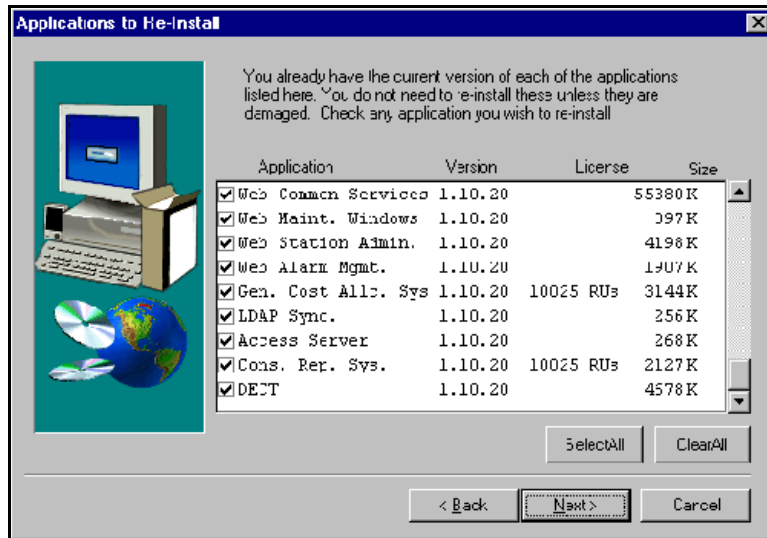 Applications to Re-Install
You already have the current version of each of the applications
listed here. You do not need to re-install these unless they are
damaged. Check any application you wish to re-install
Application Version License Size
Web Common Services 1.10.20 55380K
Web Maint. Windows 1.10.20 397K
Web Station Admin. 1.10.20 4198K
Web Alarm Mgmt. 1.10.20 1907K
Gen. Cost Allc. Sys 1.10.20 10025 RUs 3144K
LDAP Sync. 1.10.20 256K
Access Server 1.10.20 268K
Cons. Rep. Sys. 1.10.20 10025 RUs 2127K
DECT 1.10.20 4578K
SelectAll ClearAll
< Back Next > Cancel